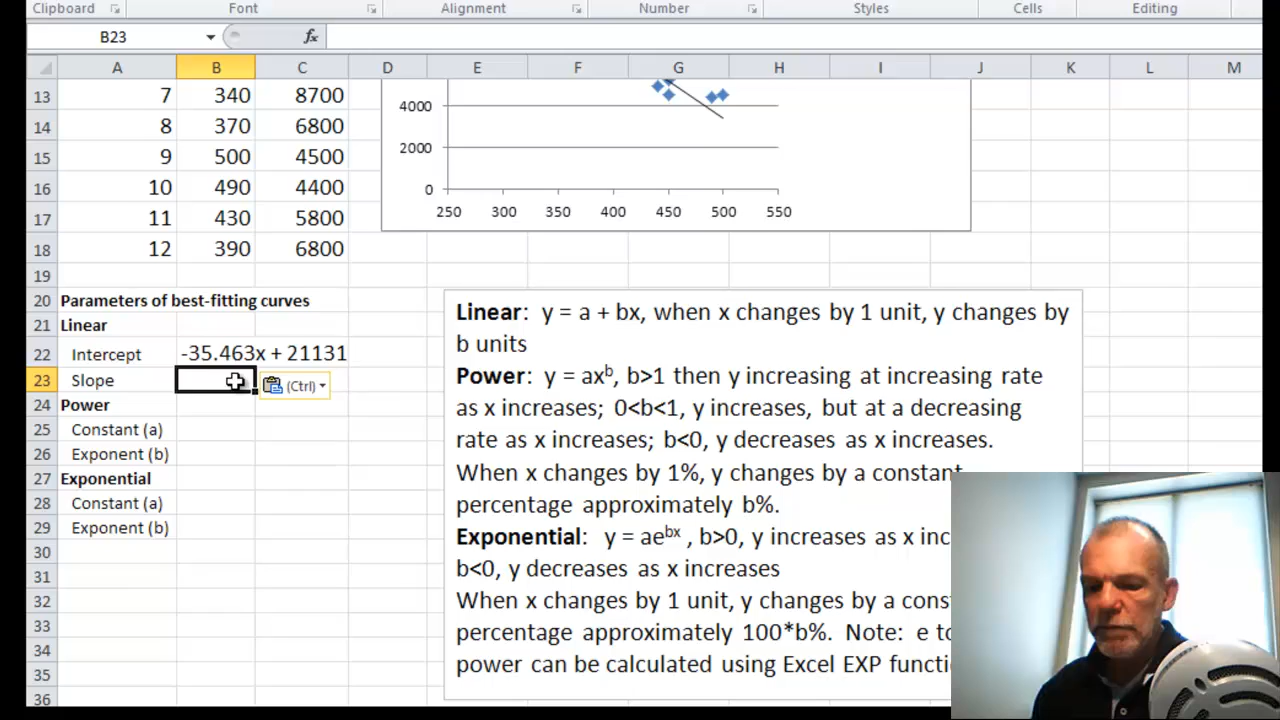 Clipboard Font Alignment Number Styles Cells Editing
B23 fx
A B C D E F G H I J K L M
13 7 340 8700
14 8 370 6800
15 9 500 4500
16 10 490 4400
17 11 430 5800
18 12 390 6800
19
4000
2000
0
250 300 350 400 450 500 550
20 Parameters of best-fitting curves
21 Linear
22 Intercept -35.463x + 21131
23 Slope (Ctrl)
24 Power
25 Constant (a)
26 Exponent (b)
27 Exponential
28 Constant (a)
29 Exponent (b)
30
31
32
33
34
35
36
Linear: y = a + bx, when x changes by 1 unit, y changes by
b units
Power: y = axᵇ, b>1 then y increasing at increasing rate
as x increases; 0<b<1, y increases, but at a decreasing
rate as x increases; b<0, y decreases as x increases.
When x changes by 1%, y changes by a constant
percentage approximately b%.
Exponential: y = aeᵇˣ , b>0, y increases as x inc
b<0, y decreases as x increases
When x changes by 1 unit, y changes by a cons
percentage approximately 100*b%. Note: e to
power can be calculated using Excel EXP functi